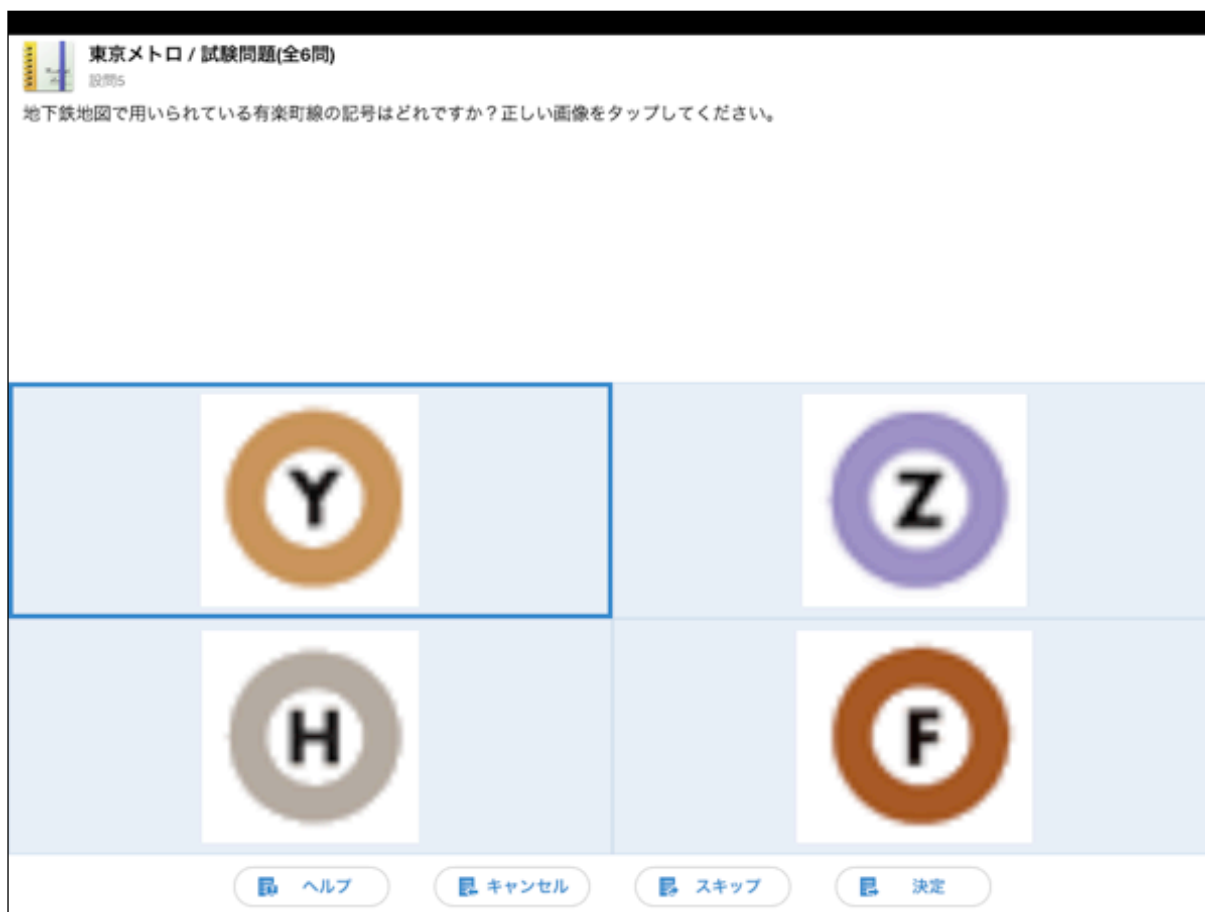 東京メトロ / 試験問題(全6問)
設問5
地下鉄地図で用いられている有楽町線の記号はどれですか？正しい画像をタップしてください。
Y
Z
H
F
ヘルプ
キャンセル
スキップ
決定